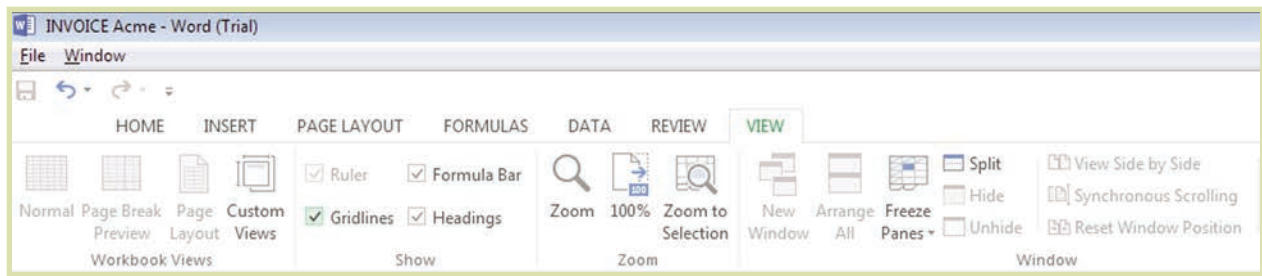 INVOICE Acme - Word (Trial)
File Window
HOME INSERT PAGE LAYOUT FORMULAS DATA REVIEW VIEW
Normal
Page Break
Preview
Page
Layout
Custom
Views
Workbook Views
Ruler
Formula Bar
Gridlines
Headings
Show
Zoom
100
100%
Zoom to
Selection
Zoom
New
Window
Arrange
All
Freeze
Panes
Split
Hide
Unhide
View Side by Side
Synchronous Scrolling
Reset Window Position
Window